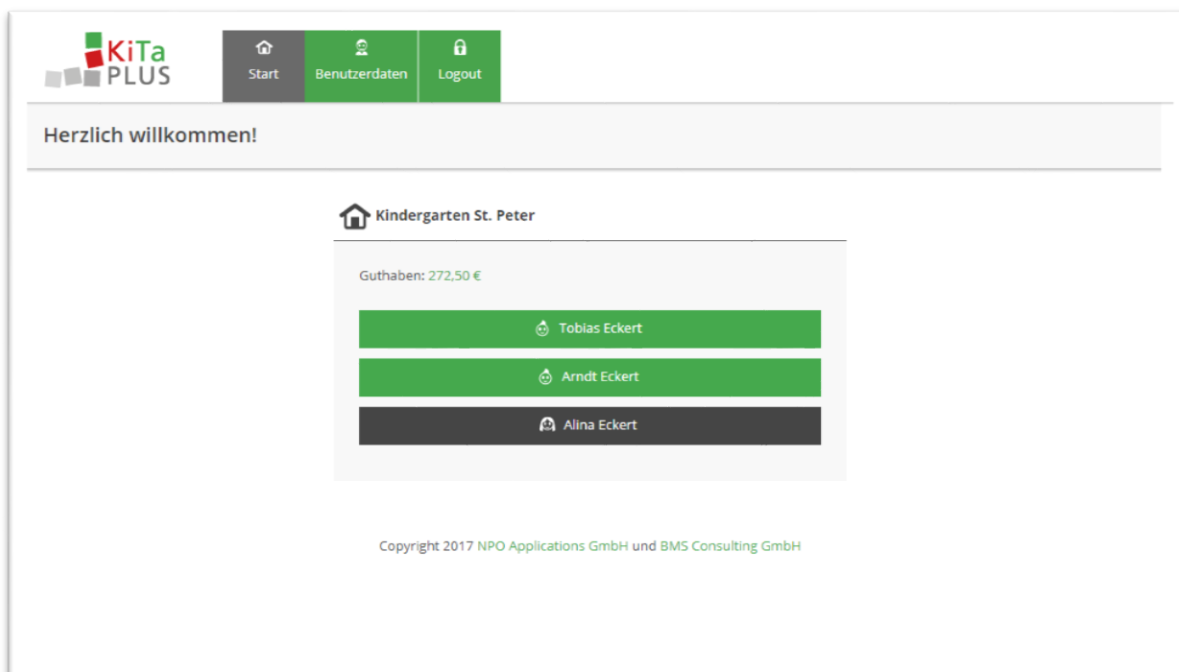 KiTa
PLUS
Start
Benutzerdaten
Logout
Herzlich willkommen!
Kindergarten St. Peter
Guthaben: 272,50 €
Tobias Eckert
Arndt Eckert
Alina Eckert
Copyright 2017 NPO Applications GmbH und BMS Consulting GmbH